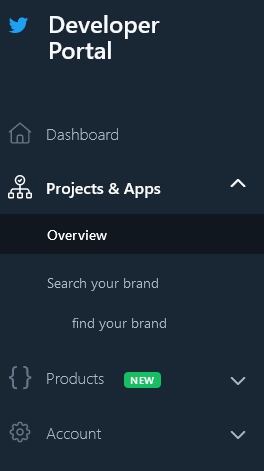 Developer
Portal
Dashboard
Projects & Apps
Overview
Search your brand
find your brand
Products NEW
Account